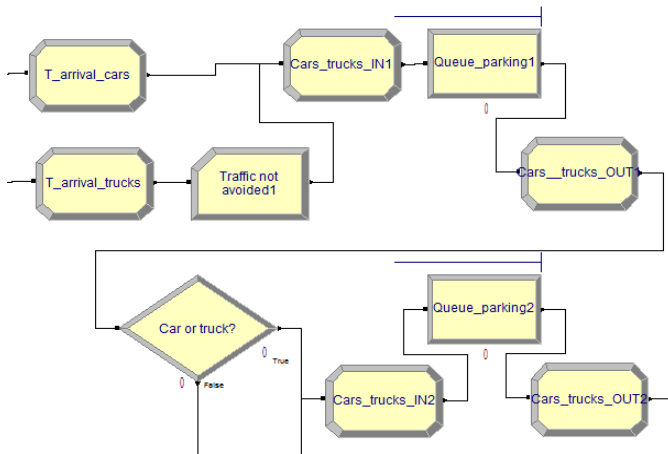 T_arrival_cars
Cars_trucks_IN1
Queue_parking1
0
T_arrival_trucks
Traffic not
avoided1
Cars__trucks_OUT1
Car or truck?
0
True
0
False
Queue_parking2
0
Cars_trucks_IN2
Cars_trucks_OUT2